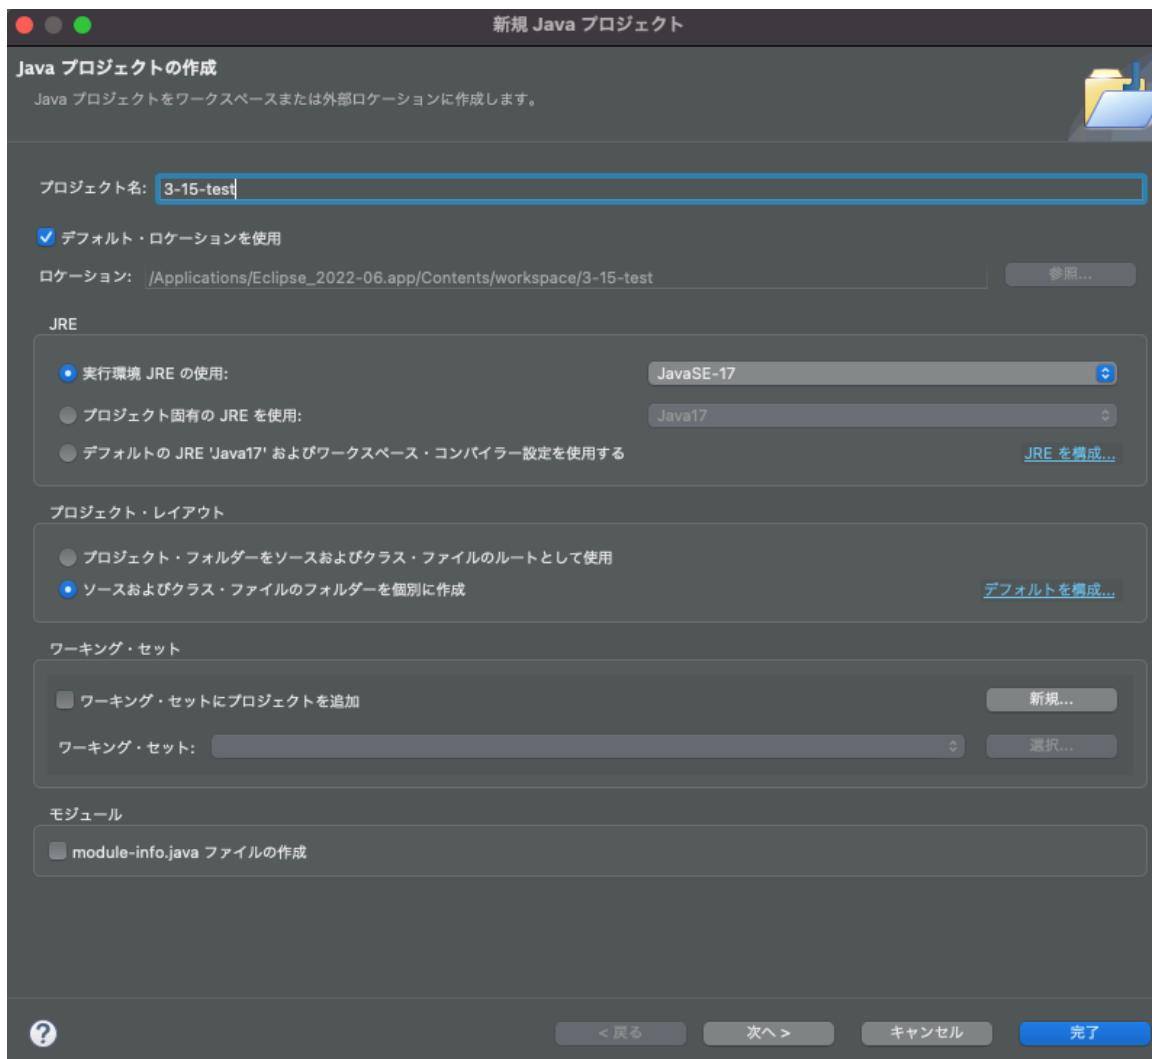 新規 Java プロジェクト
Java プロジェクトの作成
Java プロジェクトをワークスペースまたは外部ロケーションに作成します。
プロジェクト名: 3-15-test
デフォルト・ロケーションを使用
ロケーション: /Applications/Eclipse_2022-06.app/Contents/workspace/3-15-test 参照...
JRE
実行環境 JRE の使用: JavaSE-17
プロジェクト固有の JRE を使用: Java17
デフォルトの JRE 'Java17' およびワークスペース・コンパイラー設定を使用する JRE を構成...
プロジェクト・レイアウト
プロジェクト・フォルダーをソースおよびクラス・ファイルのルートとして使用
ソースおよびクラス・ファイルのフォルダーを個別に作成 デフォルトを構成...
ワーキング・セット
ワーキング・セットにプロジェクトを追加 新規...
ワーキング・セット: 選択...
モジュール
module-info.java ファイルの作成
? < 戻る 次へ > キャンセル 完了